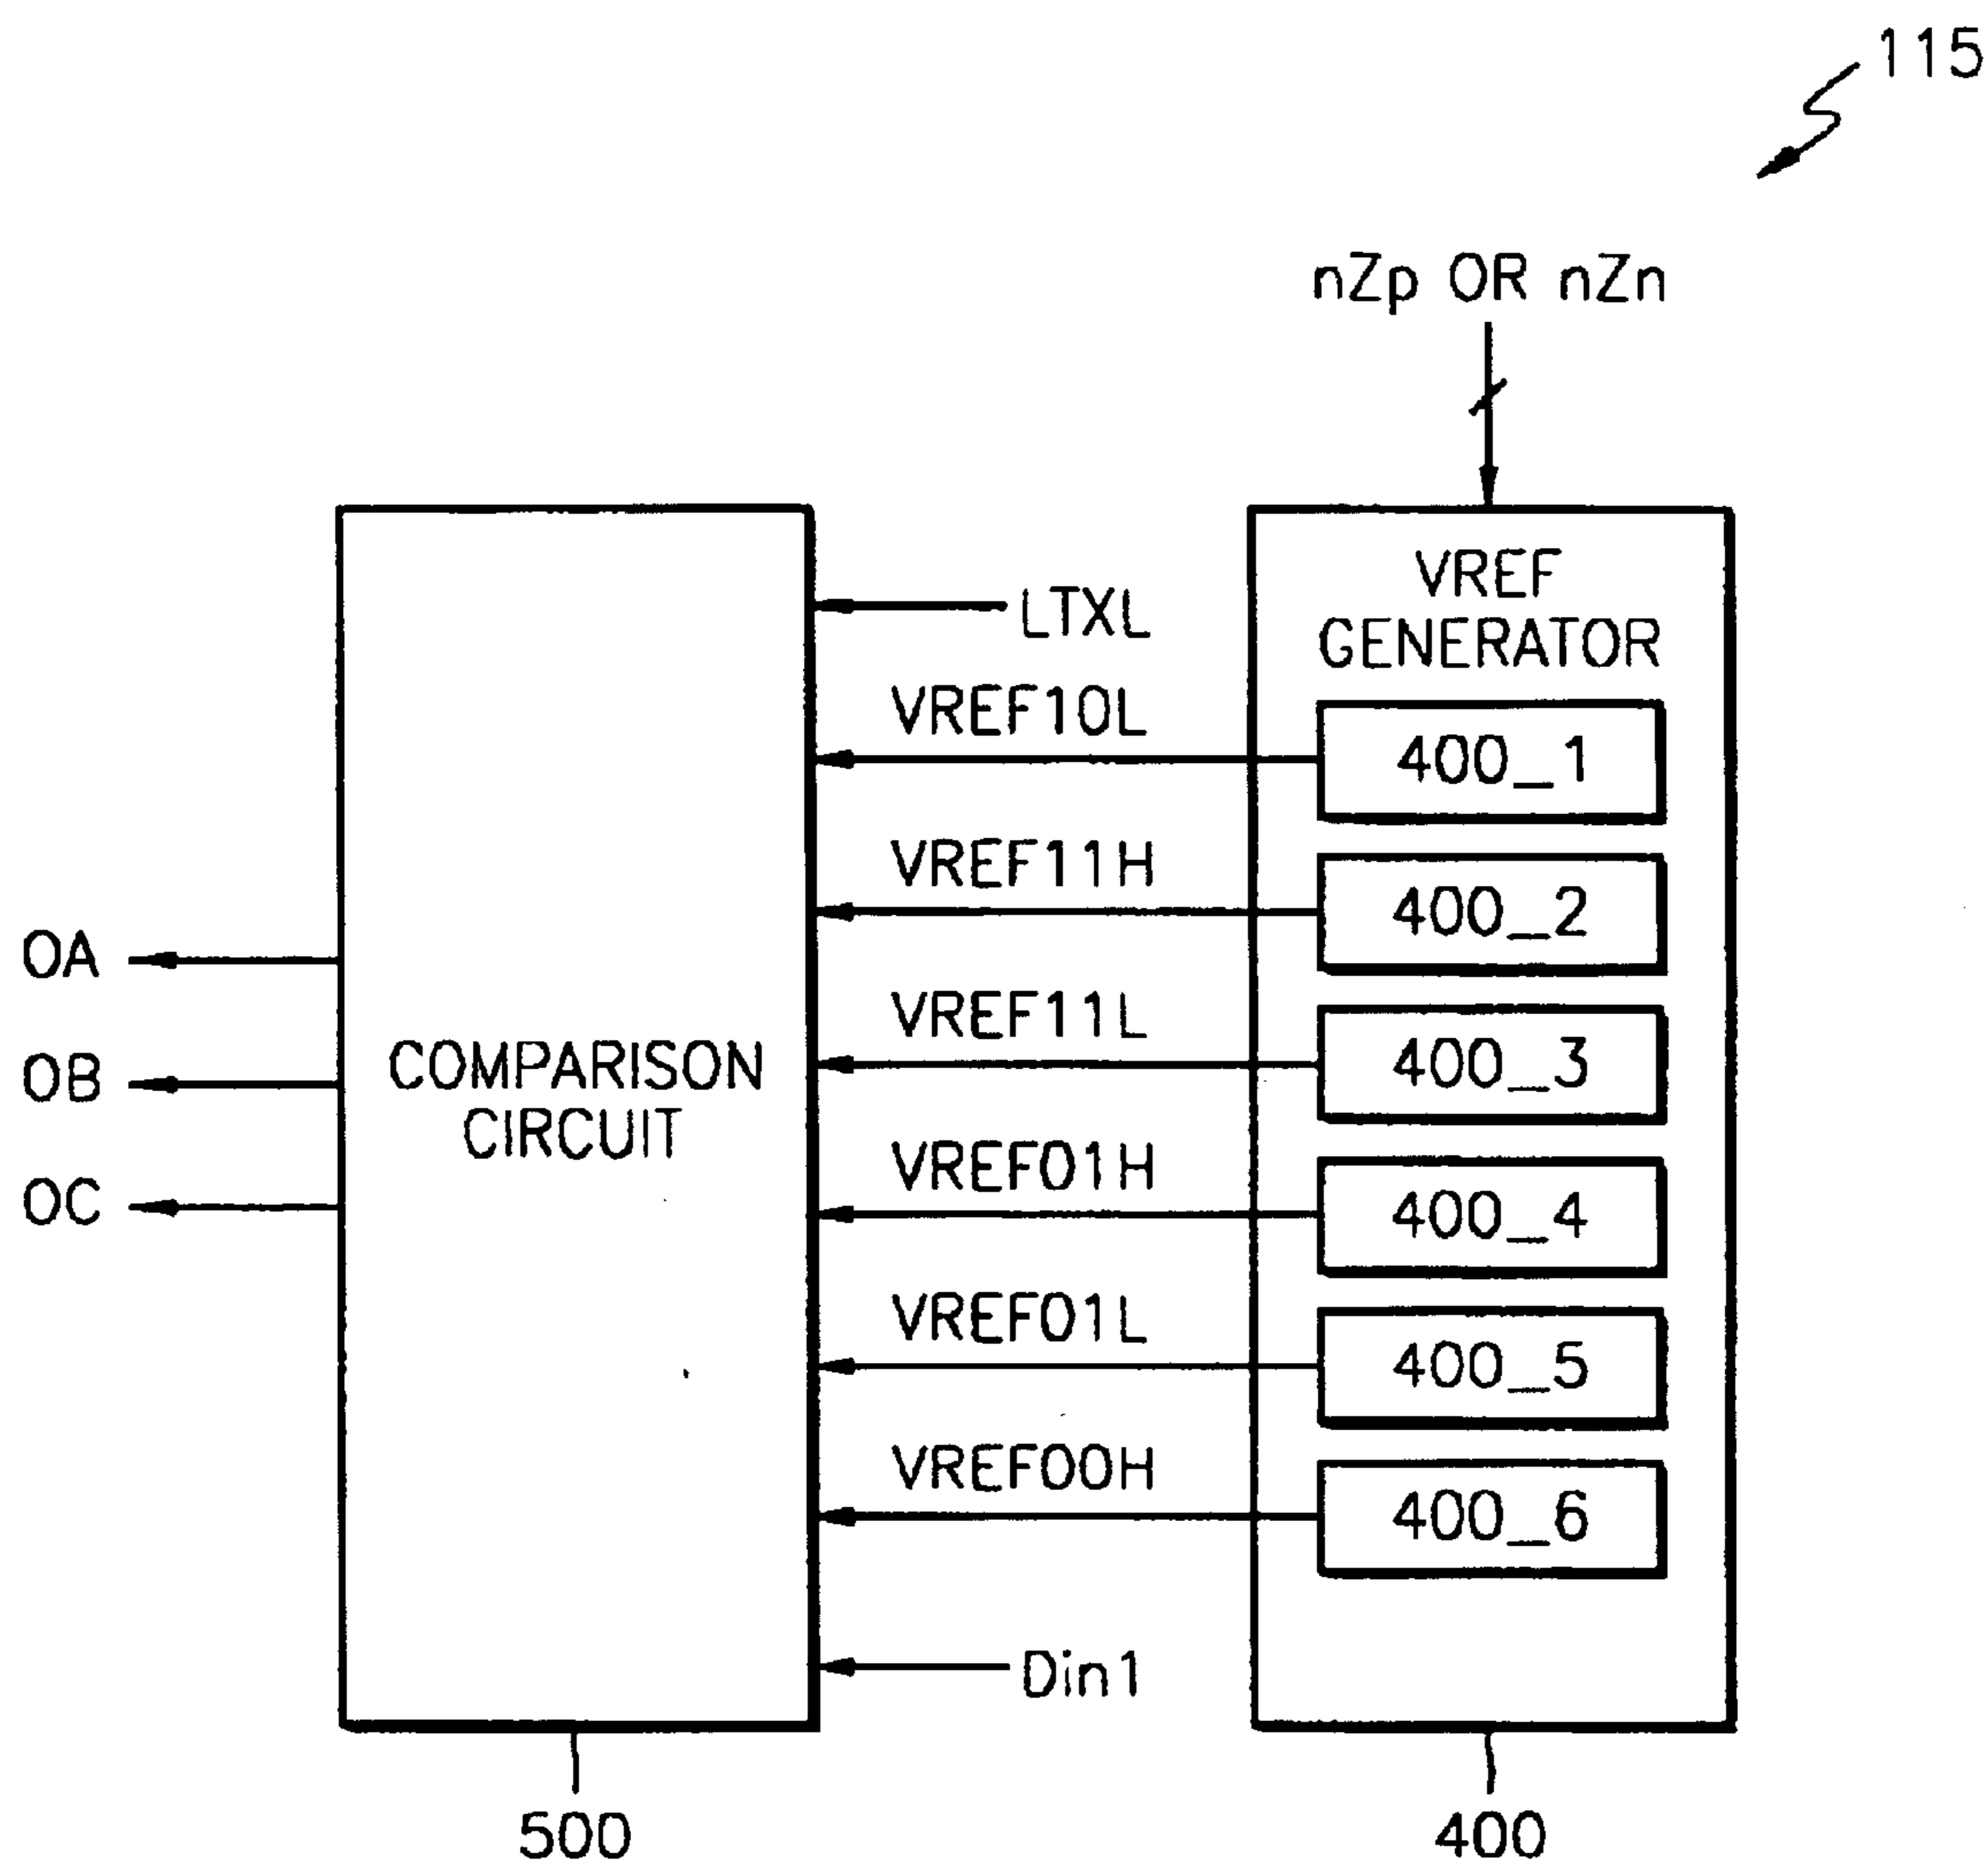 115
nZp OR nZn
VREF
GENERATOR
LTXL
VREF10L
400_1
VREF11H
400_2
OA
VREF11L
400_3
OB
COMPARISON
CIRCUIT
VREF01H
400_4
OC
VREF01L
400_5
VREF00H
400_6
Din1
500
400